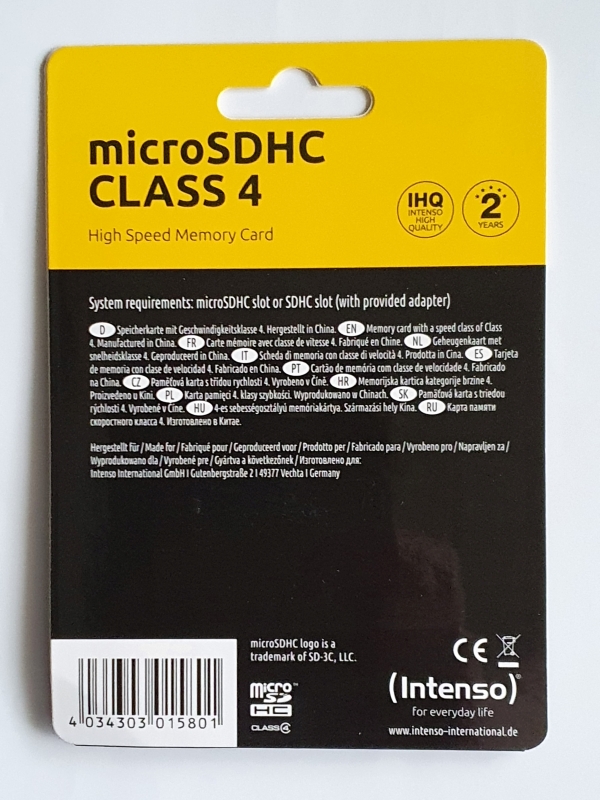 microSDHC
CLASS 4
High Speed Memory Card
IHQ
INTENSO
HIGH
QUALITY
2
YEARS
System requirements: microSDHC slot or SDHC slot (with provided adapter)
D Speicherkarte mit Geschwindigkeitsklasse 4. Hergestellt in China. EN Memory card with a speed class of Class
4. Manufactured in China. FR Carte mémoire avec classe de vitesse 4. Fabriqué en Chine. NL Geheugenkaart met
snelheidsklasse 4. Geproduceerd in China. IT Scheda di memoria con classe di velocità 4. Prodotta in Cina. ES Tarjeta
de memoria con clase de velocidad 4. Fabricado en China. PT Cartão de memória com classe de velocidade 4. Fabricado
na China. CZ Paměťová karta s třídou rychlosti 4. Vyrobeno v Číně. HR Memorijska kartica kategorije brzine 4.
Proizvedeno u Kini. PL Karta pamięci 4. klasy szybkości. Wyprodukowano w Chinach. SK Pamäťová karta s triedou
rýchlosti 4. Vyrobené v Číne. HU 4-es sebességosztályú memóriakártya. Származási hely Kína. RU Карта памяти
скоростного класса 4. Изготовлено в Китае.
Hergestellt für / Made for / Fabriqué pour / Geproduceerd voor / Prodotto per / Fabricado para / Vyrobeno pro / Napravljen za /
Wyprodukowano dla / Vyrobené pre / Gyártva a következőnek / Изготовлено для:
Intenso International GmbH I Gutenbergstraße 2 I 49377 Vechta I Germany
microSDHC logo is a
trademark of SD-3C, LLC.
CE
micro™
SD
HC
CLASS 4
(Intenso)®
for everyday life
www.intenso-international.de
4 034303 015801